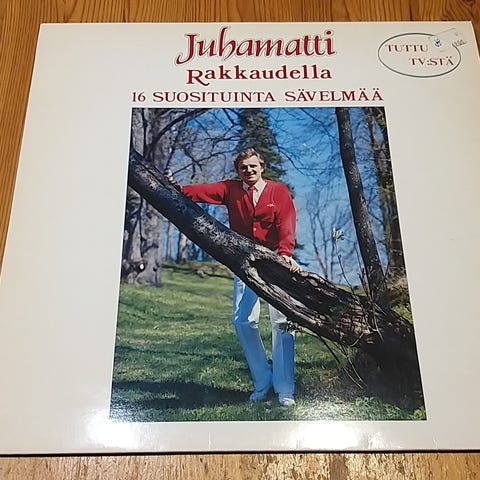 Juhamatti
Rakkaudella
16 SUOSITUINTA SÄVELMÄÄ
TUTTU
TV:STÄ